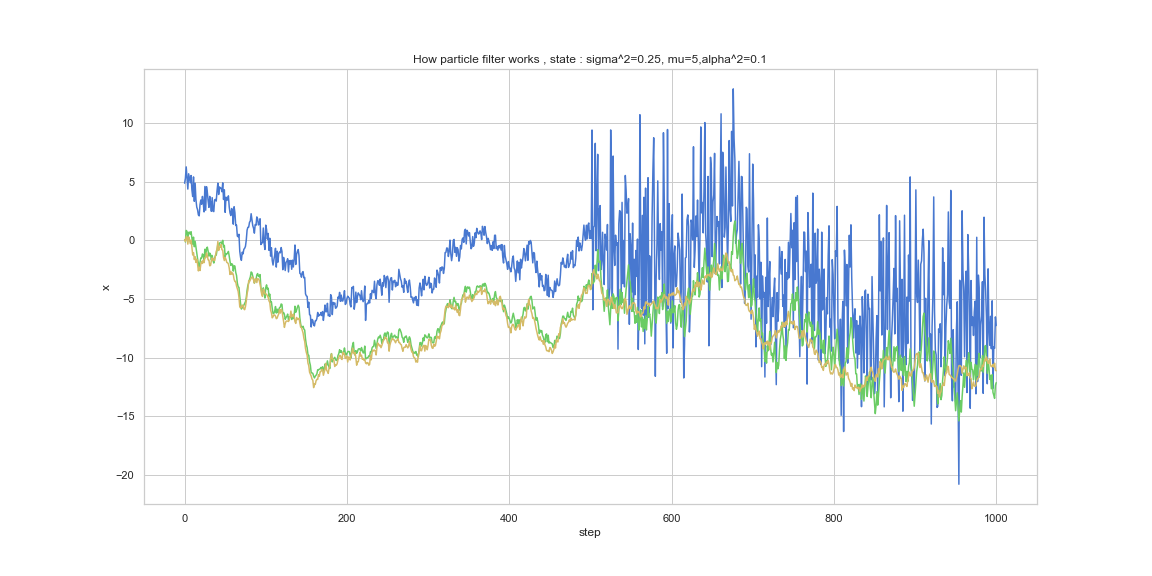 How particle filter works , state : sigma^2=0.25, mu=5,alpha^2=0.1
10
5
0
−5
−10
−15
−20
x
0 200 400 600 800 1000
step